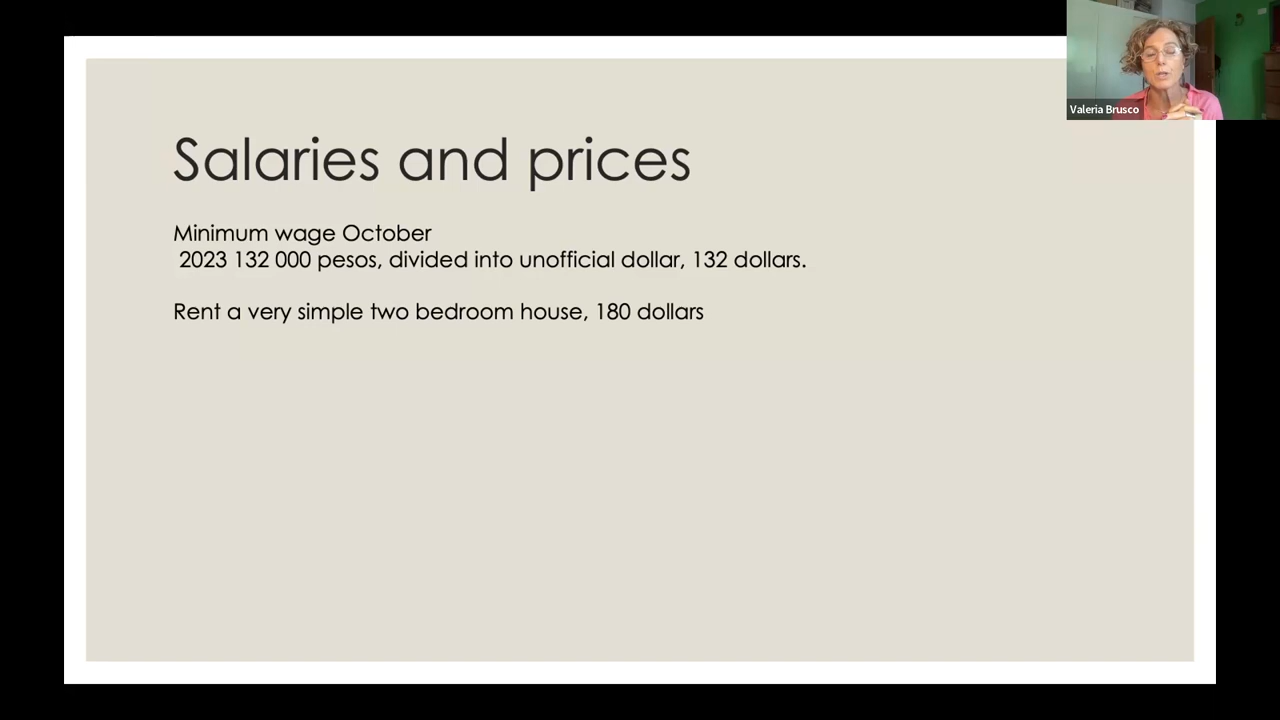 Valeria Brusco
Salaries and prices
Minimum wage October
2023 132 000 pesos, divided into unofficial dollar, 132 dollars.
Rent a very simple two bedroom house, 180 dollars